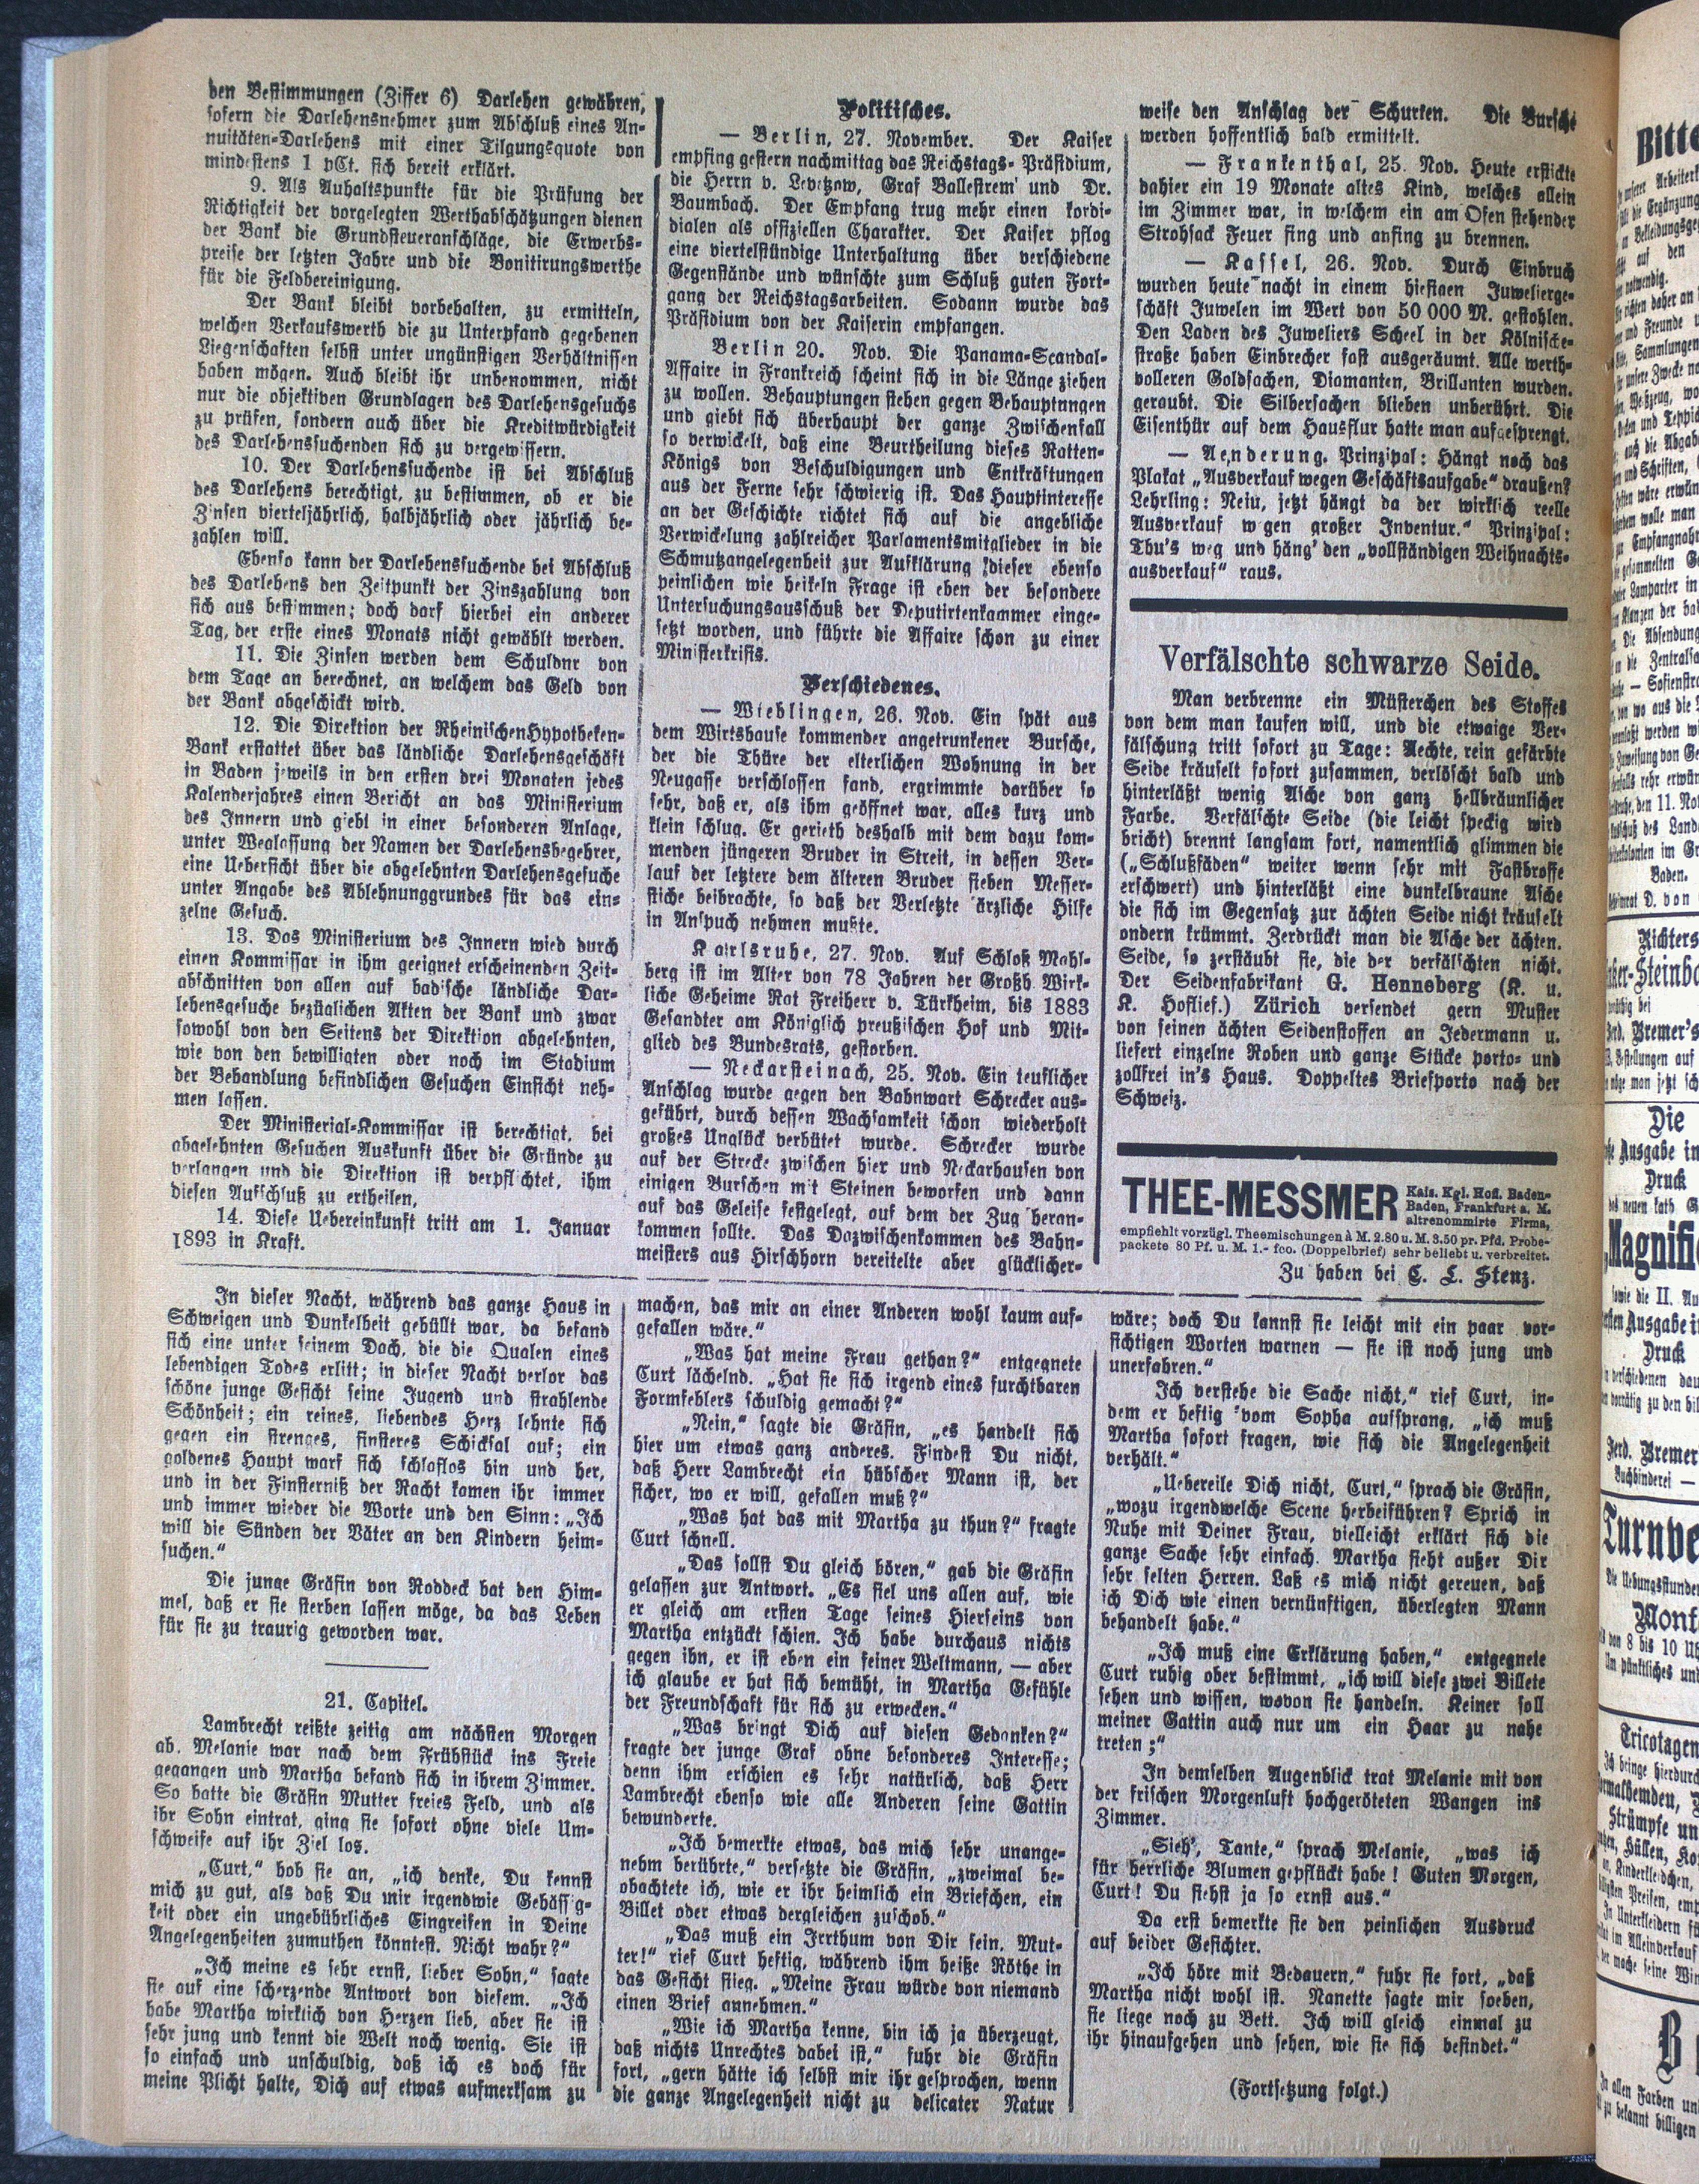 den Bestimmungen (Ziffer 6) Darlehen gewähren,
sofern die Darlehensnehmer zum Abschluß eines An-
nuitäten-Darlehens mit einer Tilgungsquote von
mindestens 1 pCt. sich bereit erklärt.
9. Als Anhaltspunkte für die Prüfung der
Richtigkeit der vorgelegten Werthabschätzungen dienen
der Bank die Grundsteueranschläge, die Erwerbs-
preise der letzten Jahre und die Bonitirungswerthe
für die Feldbereinigung.
Der Bank bleibt vorbehalten, zu ermitteln,
welchen Verkaufswerth die zu Unterpfand gegebenen
Liegenschaften selbst unter ungünstigen Verhältnissen
haben mögen. Auch bleibt ihr unbenommen, nicht
nur die objektiven Grundlagen des Darlehensgesuchs
zu prüfen, sondern auch über die Kreditwürdigkeit
des Darlehenssuchenden sich zu vergewissern.
10. Der Darlehenssuchende ist bei Abschluß
des Darlehens berechtigt, zu bestimmen, ob er die
Zinsen vierteljährlich, halbjährlich oder jährlich be-
zahlen will.
Ebenso kann der Darlehenssuchende bei Abschluß
des Darlehens den Zeitpunkt der Zinszahlung von
sich aus bestimmen; doch darf hierbei ein anderer
Tag, der erste eines Monats nicht gewählt werden.
11. Die Zinsen werden dem Schuldnr von
dem Tage an berechnet, an welchem das Geld von
der Bank abgeschickt wird.
12. Die Direktion der Rheinischen Hypotheken-
Bank erstattet über das ländliche Darlehensgeschäft
in Baden jeweils in den ersten drei Monaten jedes
Kalenderjahres einen Bericht an das Ministerium
des Innern und giebt in einer besonderen Anlage,
unter Weglassung der Namen der Darlehensbegehrer,
eine Uebersicht über die abgelehnten Darlehensgesuche
unter Angabe des Ablehnunggrundes für das ein-
zelne Gesuch.
13. Das Ministerium des Innern wied durch
einen Kommissar in ihm geeignet erscheinenden Zeit-
abschnitten von allen auf badische ländliche Dar-
lehensgesuche bezüglichen Akten der Bank und zwar
sowohl von den Seitens der Direktion abgelehnten,
wie von den bewilligten oder noch im Stadium
der Behandlung befindlichen Gesuchen Einsicht neh-
men lassen.
Der Ministerial-Kommissar ist berechtigt, bei
abgelehnten Gesuchen Auskunft über die Gründe zu
verlangen und die Direktion ist verpflichtet, ihm
diesen Aufschluß zu ertheilen,
14. Diese Uebereinkunft tritt am 1. Januar
1893 in Kraft.
Politisches.
— Berlin, 27. November. Der Kaiser
empfing gestern nachmittag das Reichstags-Präsidium,
die Herrn v. Levetzow, Graf Ballestrem und Dr.
Baumbach. Der Empfang trug mehr einen kordi-
dialen als offiziellen Charakter. Der Kaiser pflog
eine viertelstündige Unterhaltung über verschiedene
Gegenstände und wünschte zum Schluß guten Fort-
gang der Reichstagsarbeiten. Sodann wurde das
Präsidium von der Kaiserin empfangen.
Berlin 20. Nov. Die Panama-Scandal-
Affaire in Frankreich scheint sich in die Länge ziehen
zu wollen. Behauptungen stehen gegen Behauptnngen
und giebt sich überhaupt der ganze Zwischenfall
so verwickelt, daß eine Beurtheilung dieses Ratten-
Königs von Beschuldigungen und Entkräftungen
aus der Ferne sehr schwierig ist. Das Hauptinteresse
an der Geschichte richtet sich auf die angebliche
Verwickelung zahlreicher Parlamentsmitglieder in die
Schmutzangelegenheit zur Aufklärung dieser ebenso
peinlichen wie heikeln Frage ist eben der besondere
Untersuchungsausschuß der Deputirtenkammer einge-
setzt worden, und führte die Affaire schon zu einer
Ministerkrisis.
Verschiedenes.
— Wieblingen, 26. Nov. Ein spät aus
dem Wirtshause kommender angetrunkener Bursche,
der die Thüre der elterlichen Wohnung in der
Neugasse verschlossen fand, ergrimmte darüber so
sehr, daß er, als ihm geöffnet war, alles kurz und
klein schlug. Er gerieth deshalb mit dem dazu kom-
menden jüngeren Bruder in Streit, in dessen Ver-
lauf der letztere dem älteren Bruder sieben Messer-
stiche beibrachte, so daß der Verletzte ärzliche Hilfe
in Anspuch nehmen mußte.
Karlsruhe, 27. Nov. Auf Schloß Mahl-
berg ist im Alter von 78 Jahren der Großh. Wirk-
liche Geheime Rat Freiherr v. Türkheim, bis 1883
Gesandter am Königlich preußischen Hof und Mit-
glied des Bundesrats, gestorben.
— Neckarsteinach, 25. Nov. Ein teuflicher
Anschlag wurde gegen den Bahnwart Schrecker aus-
geführt, durch dessen Wachsamkeit schon wiederholt
großes Unglück verhütet wurde. Schrecker wurde
auf der Strecke zwischen hier und Neckarhausen von
einigen Burschen mit Steinen beworfen und dann
auf das Geleise festgelegt, auf dem der Zug heran-
kommen sollte. Das Dazwischenkommen des Bahn-
meisters aus Hirschhorn vereitelte aber glücklicher-
weise den Anschlag der Schurken. Die Bursche
werden hoffentlich bald ermittelt.
— Frankenthal, 25. Nov. Heute erstickte
dahier ein 19 Monate altes Kind, welches allein
im Zimmer war, in welchem ein am Ofen stehender
Strohsack Feuer fing und anfing zu brennen.
— Kassel, 26. Nov. Durch Einbruch
wurden heute nacht in einem hiesigen Juwelierge-
schäft Juwelen im Wert von 50 000 M. gestohlen.
Den Laden des Juweliers Scheel in der Kölnische-
straße haben Einbrecher fast ausgeräumt. Alle werth-
volleren Goldsachen, Diamanten, Brillanten wurden.
geraubt. Die Silbersachen blieben unberührt. Die
Eisenthür auf dem Hausflur hatte man aufgesprengt.
— Aenderung. Prinzipal: Hängt noch das
Plakat „Ausverkauf wegen Geschäftsaufgabe“ draußen?
Lehrling: Neiu, jetzt hängt da der wirklich reelle
Ausverkauf wegen großer Inventur.“ Prinzipal:
Thu's weg und häng' den „vollständigen Weihnachts-
ausverkauf“ raus.
Verfälschte schwarze Seide.
Man verbrenne ein Müsterchen des Stoffes
von dem man kaufen will, und die etwaige Ver-
fälschung tritt sofort zu Tage: Aechte, rein gefärbte
Seide kräuselt sofort zusammen, verlöscht bald und
hinterläßt wenig Asche von ganz hellbräunlicher
Farbe. Verfälschte Seide (die leicht speckig wird
bricht) brennt langsam fort, namentlich glimmen die
(„Schlußfäden“ weiter wenn sehr mit Fastbroffe
erschwert) und hinterläßt eine dunkelbraune Asche
die sich im Gegensatz zur ächten Seide nicht kräuselt
ondern krümmt. Zerdrückt man die Asche der ächten.
Seide, so zerstäubt sie, die der verfälschten nicht.
Der Seidenfabrikant G. Henneberg (K. u.
K. Hoflief.) Zürich versendet gern Muster
von seinen ächten Seidenstoffen an Jedermann u.
liefert einzelne Roben und ganze Stücke porto- und
zollfrei in's Haus. Doppeltes Briefporto nach der
Schweiz.
THEE-MESSMER
Kais. Kgl. Hofl. Baden-
Baden, Frankfurt a. M.
altrenommirte Firma,
empfiehlt vorzügl. Theemischungen à M. 2.80 u. M. 3.50 pr. Pfd. Probe-
packete 80 Pf. u. M. 1.- fco. (Doppelbrief) sehr beliebt u. verbreitet.
Zu haben bei C. L. Stenz.
In dieser Nacht, während das ganze Haus in
Schweigen und Dunkelheit gehüllt war, da befand
sich eine unter seinem Dach, die die Qualen eines
lebendigen Todes erlitt; in dieser Nacht verlor das
schöne junge Gesicht seine Jugend und strahlende
Schönheit; ein reines, liebendes Herz lehnte sich
gegen ein strenges, finsteres Schicksal auf; ein
goldenes Haupt warf sich schlaflos hin und her,
und in der Finsterniß der Nacht kamen ihr immer
und immer wieder die Worte und den Sinn: „Ich
will die Sünden der Väter an den Kindern heim-
suchen.“
Die junge Gräfin von Roddeck bat den Him-
mel, daß er sie sterben lassen möge, da das Leben
für sie zu traurig geworden war.
21. Capitel.
Lambrecht reißte zeitig am nächsten Morgen
ab. Melanie war nach dem Frühstück ins Freie
gegangen und Martha befand sich in ihrem Zimmer.
So hatte die Gräfin Mutter freies Feld, und als
ihr Sohn eintrat, ging sie sofort ohne viele Um-
schweife auf ihr Ziel los.
„Curt,“ hob sie an, „ich denke, Du kennst
mich zu gut, als daß Du mir irgendwie Gehässig-
keit oder ein ungebührliches Eingreifen in Deine
Angelegenheiten zumuthen könntest. Nicht wahr?“
„Ich meine es sehr ernst, lieber Sohn,“ sagte
sie auf eine scherzende Antwort von diesem. „Ich
habe Martha wirklich von Herzen lieb, aber sie ist
sehr jung und kennt die Welt noch wenig. Sie ist
so einfach und unschuldig, daß ich es doch für
meine Plicht halte, Dich auf etwas aufmerksam zu
machen, das mir an einer Anderen wohl kaum auf-
gefallen wäre.“
„Was hat meine Frau gethan?“ entgegnete
Curt lächelnd. „Hat sie sich irgend eines furchtbaren
Formfehlers schuldig gemacht?“
„Nein,“ sagte die Gräfin, „es handelt sich
hier um etwas ganz anderes. Findest Du nicht,
daß Herr Lambrecht ein hübscher Mann ist, der
sicher, wo er will, gefallen muß?“
„Was hat das mit Martha zu thun?“ fragte
Curt schnell.
„Das sollst Du gleich hören,“ gab die Gräfin
gelassen zur Antwort. „Es fiel uns allen auf, wie
er gleich am ersten Tage seines Hierseins von
Martha entzückt schien. Ich habe durchaus nichts
gegen ihn, er ist eben ein feiner Weltmann, — aber
ich glaube er hat sich bemüht, in Martha Gefühle
der Freundschaft für sich zu erwecken.“
„Was bringt Dich auf diesen Gedanken?“
fragte der junge Graf ohne besonderes Interesse;
denn ihm erschien es sehr natürlich, daß Herr
Lambrecht ebenso wie alle Anderen seine Gattin
bewunderte.
„Ich bemerkte etwas, das mich sehr unange-
nehm berührte,“ versetzte die Gräfin, „zweimal be-
obachtete ich, wie er ihr heimlich ein Briefchen, ein
Billet oder etwas dergleichen zuschob.“
„Das muß ein Irrthum von Dir sein, Mut-
ter!“ rief Curt heftig, während ihm heiße Röthe in
das Gesicht stieg. „Meine Frau würde von niemand
einen Brief annehmen.“
„Wie ich Martha kenne, bin ich ja überzeugt,
daß nichts Unrechtes dabei ist,“ fuhr die Gräfin
fort, „gern hätte ich selbst mir ihr gesprochen, wenn
die ganze Angelegenheit nicht zu delicater Natur
wäre; doch Du kannst sie leicht mit ein paar vor-
sichtigen Worten warnen — sie ist noch jung und
unerfahren.“
Ich verstehe die Sache nicht,“ rief Curt, in-
dem er heftig vom Sopha aufsprang, „ich muß
Martha sofort fragen, wie sich die Angelegenheit
verhält.“
„Uebereile Dich nicht, Curt,“ sprach die Gräfin,
„wozu irgendwelche Scene herbeiführen? Sprich in
Ruhe mit Deiner Frau, vielleicht erklärt sich die
ganze Sache sehr einfach. Martha sieht außer Dir
sehr selten Herren. Laß es mich nicht gereuen, daß
ich Dich wie einen vernünftigen, überlegten Mann
behandelt habe.“
„Ich muß eine Erklärung haben,“ entgegnete
Curt ruhig ober bestimmt, „ich will diese zwei Billete
sehen und wissen, wovon sie handeln. Keiner soll
meiner Gattin auch nur um ein Haar zu nahe
treten;“
In demselben Augenblick trat Melanie mit von
der frischen Morgenluft hochgeröteten Wangen ins
Zimmer.
„Sieh', Tante,“ sprach Melanie, „was ich
für herrliche Blumen gepflückt habe! Guten Morgen,
Curt! Du siehst ja so ernst aus.“
Da erst bemerkte sie den peinlichen Ausdruck
auf beider Gesichter.
„Ich höre mit Bedauern,“ fuhr sie fort, „daß
Martha nicht wohl ist. Nanette sagte mir soeben,
sie liege noch zu Bett. Ich will gleich einmal zu
ihr hinaufgehen und sehen, wie sie sich befindet.“
(Fortsetzung folgt.)
Bitte
Richters
Ferd. Bremer's
Die
Ausgabe in
Druck
Magnifi
Druck
Ferd. Bremer
Buchbinderei —
Turnve
von 8 bis 10
Tricotagen
Ich bringe hierdurch
Strümpfe un
In allen Farben
zu bekannt billigen